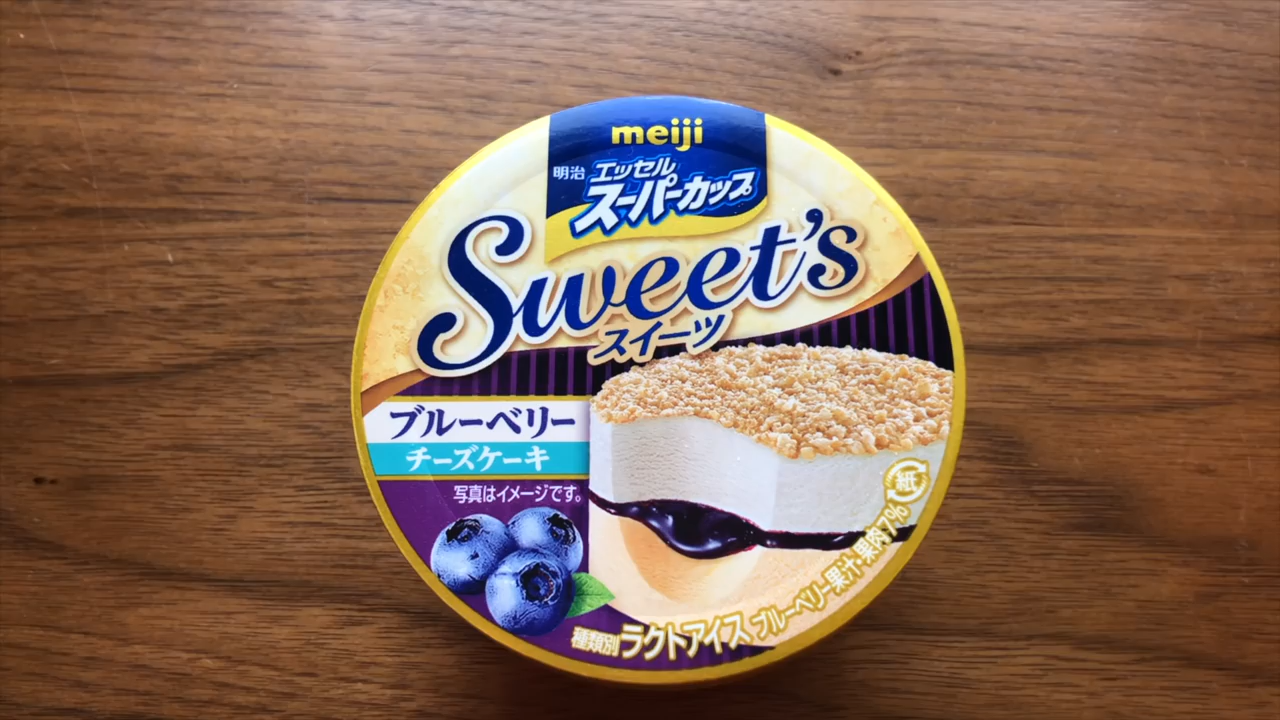 meiji
明治 エッセル
スーパーカップ
Sweet's
スイーツ
ブルーベリー
チーズケーキ
写真はイメージです。
種類別 ラクトアイス ブルーベリー果汁・果肉7%
紙